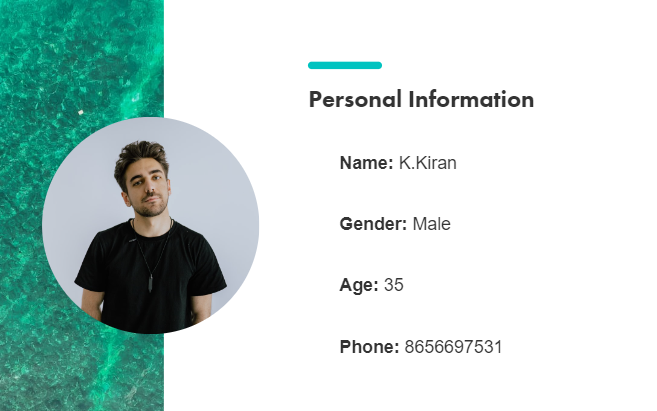 Personal Information
Name: K.Kiran
Gender: Male
Age: 35
Phone: 8656697531